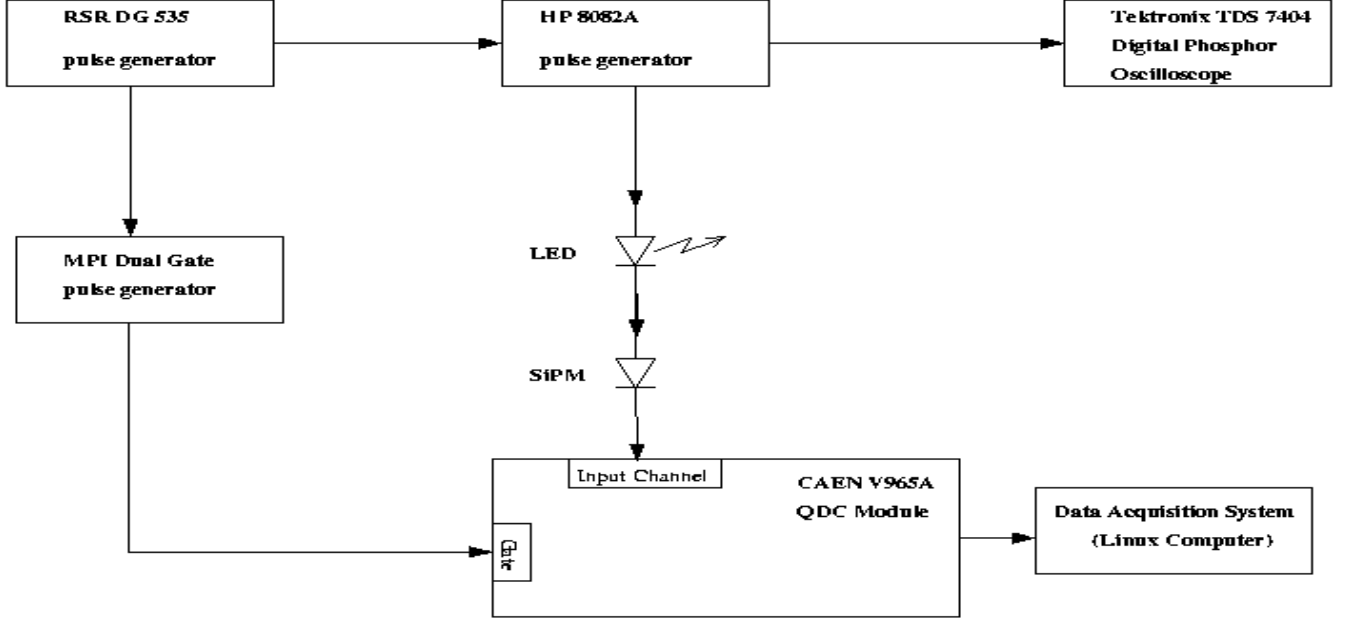 RSR DG 535
pulse generator
HP 8082A
pulse generator
Tektronix TDS 7404
Digital Phosphor
Oscilloscope
MPI Dual Gate
pulse generator
LED
SiPM
Input Channel
CAEN V965A
QDC Module
Gate
Data Acquisition System
(Linux Computer)